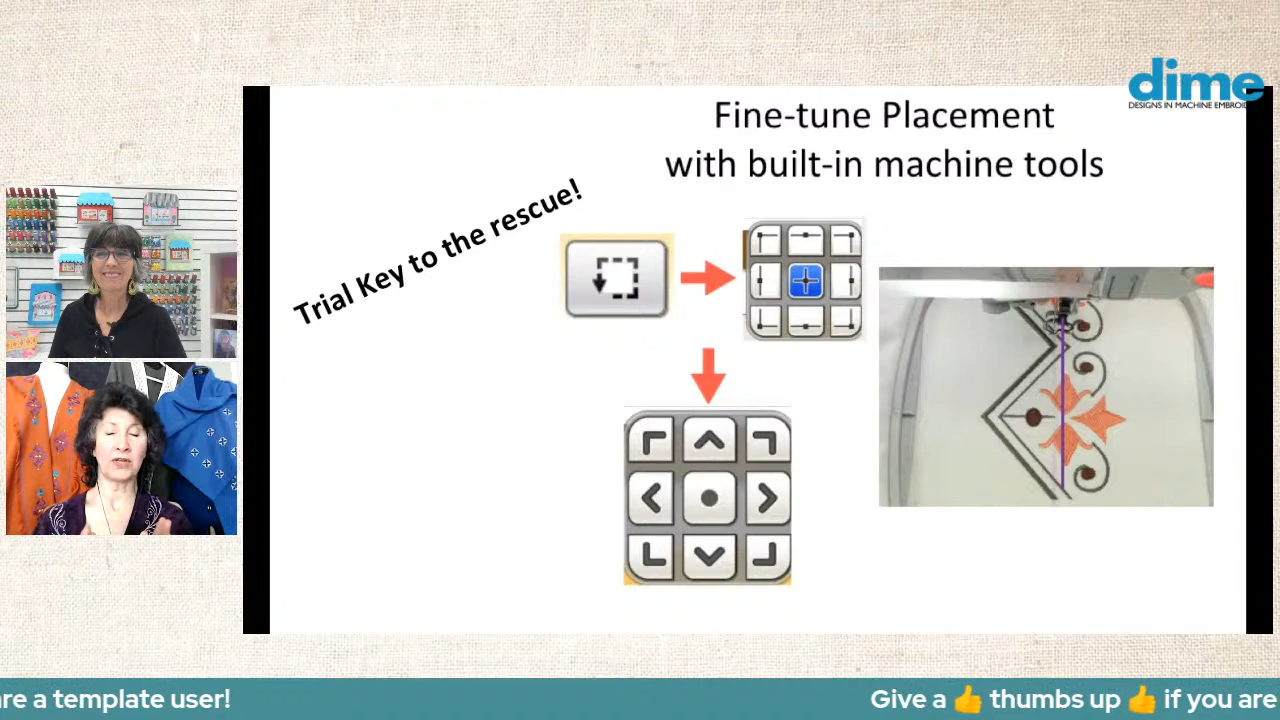 dime
DESIGNS IN MACHINE EMBROI
Fine-tune Placement
with built-in machine tools
Trial Key to the rescue!
are a template user!
Give a 👍 thumbs up 👍 if you are